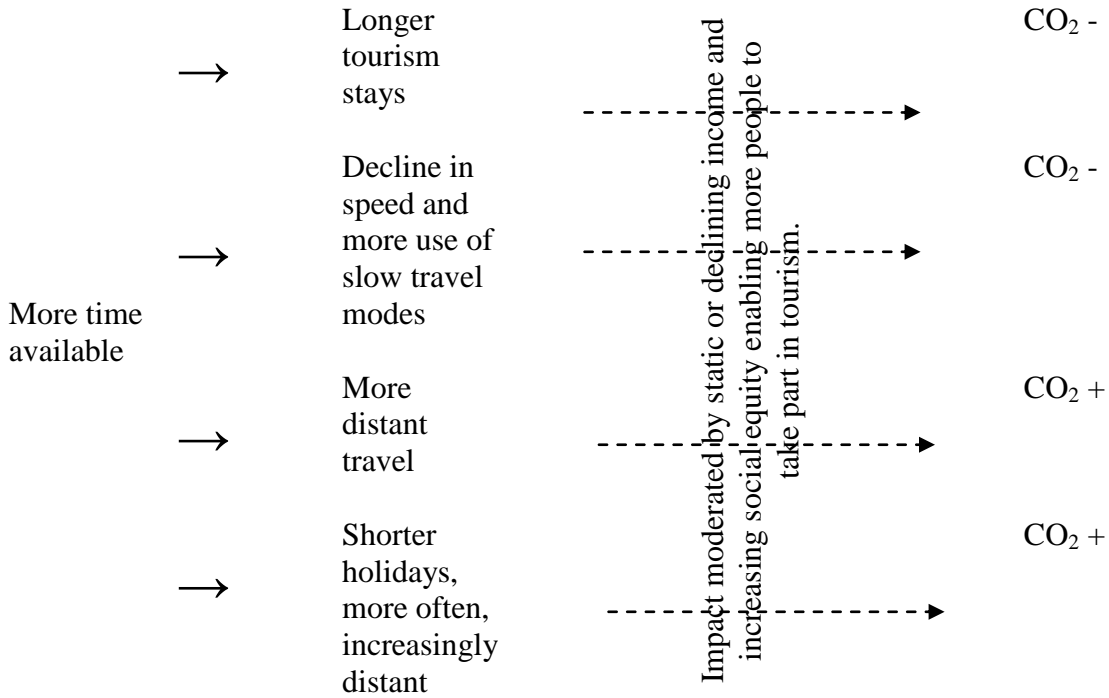 More time
available
Longer
tourism
stays
CO₂ -
Decline in
speed and
more use of
slow travel
modes
CO₂ -
More
distant
travel
CO₂ +
Shorter
holidays,
more often,
increasingly
distant
CO₂ +
Impact moderated by static or declining income and
increasing social equity enabling more people to
take part in tourism.